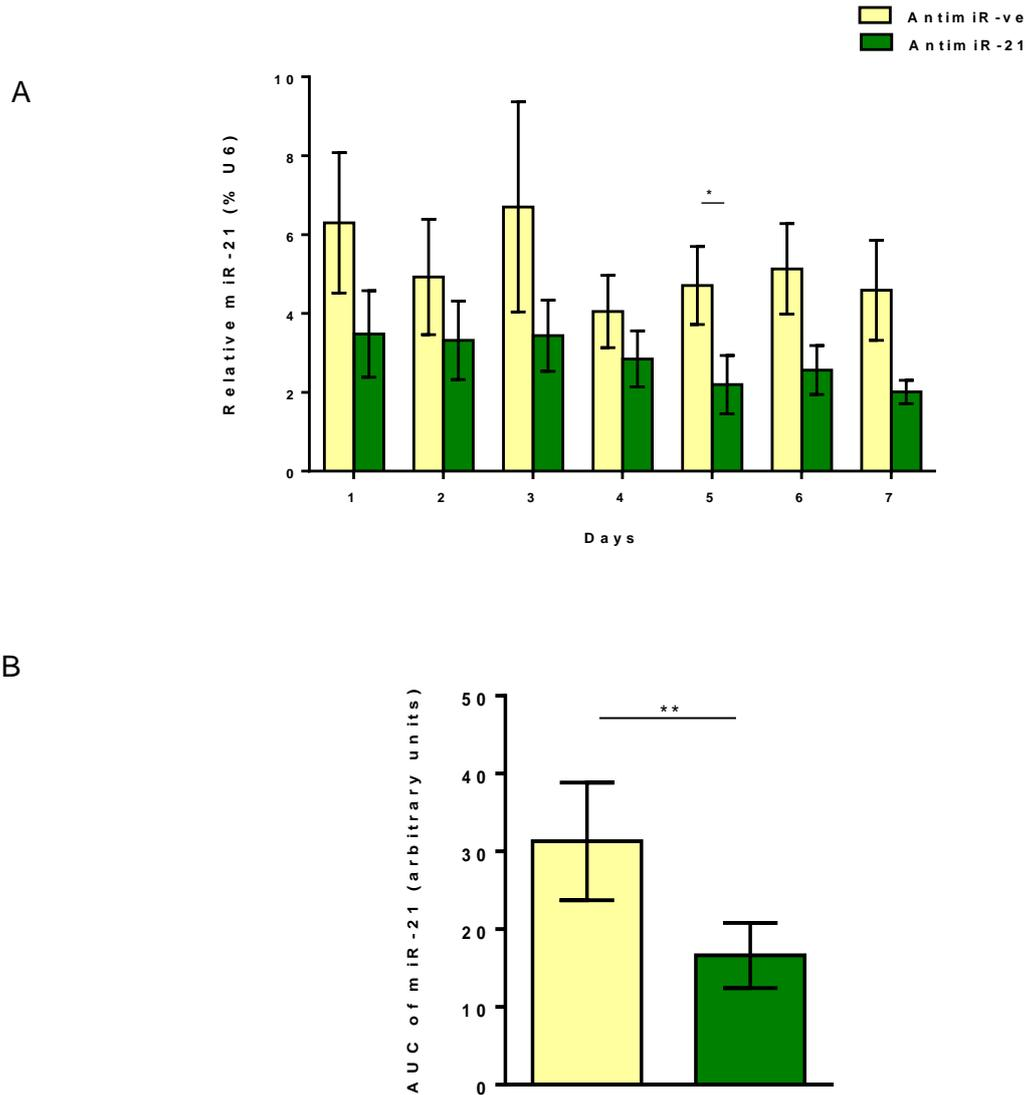 AntimiR-ve
AntimiR-21
A
Relative miR-21 (% U6)
10
8
6
4
2
0
*
1 2 3 4 5 6 7
Days
B
AUC of miR-21 (arbitrary units)
50
40
30
20
10
0
**